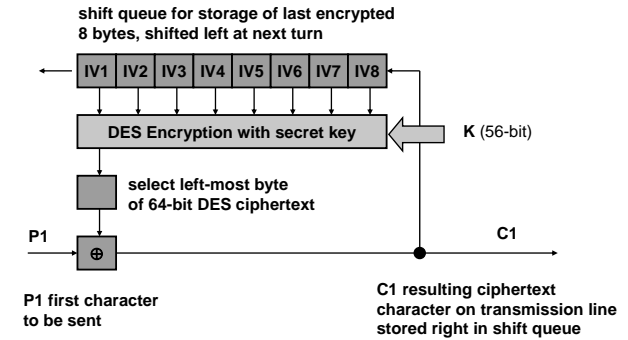 shift queue for storage of last encrypted
8 bytes, shifted left at next turn
IV1 IV2 IV3 IV4 IV5 IV6 IV7 IV8
DES Encryption with secret key
K (56-bit)
select left-most byte
of 64-bit DES ciphertext
P1
⊕
C1
P1 first character
to be sent
C1 resulting ciphertext
character on transmission line
stored right in shift queue